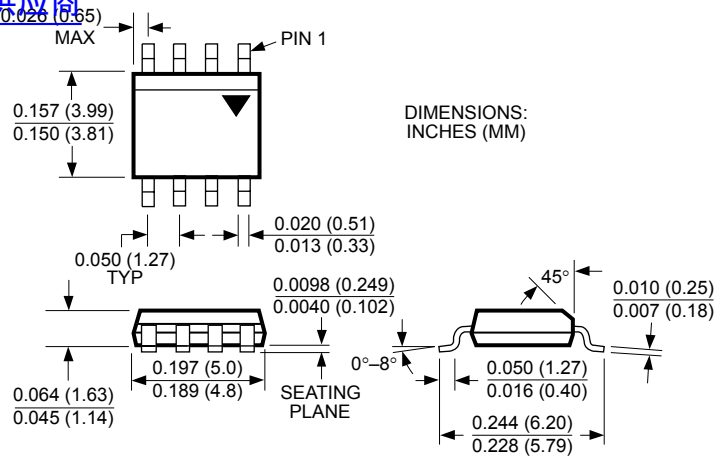 供应商
0.026 (0.65)
MAX
PIN 1
0.157 (3.99)
0.150 (3.81)
DIMENSIONS:
INCHES (MM)
0.050 (1.27)
TYP
0.020 (0.51)
0.013 (0.33)
0.0098 (0.249)
0.0040 (0.102)
45°
0.010 (0.25)
0.007 (0.18)
0.064 (1.63)
0.045 (1.14)
0.197 (5.0)
0.189 (4.8)
SEATING
PLANE
0°–8°
0.050 (1.27)
0.016 (0.40)
0.244 (6.20)
0.228 (5.79)